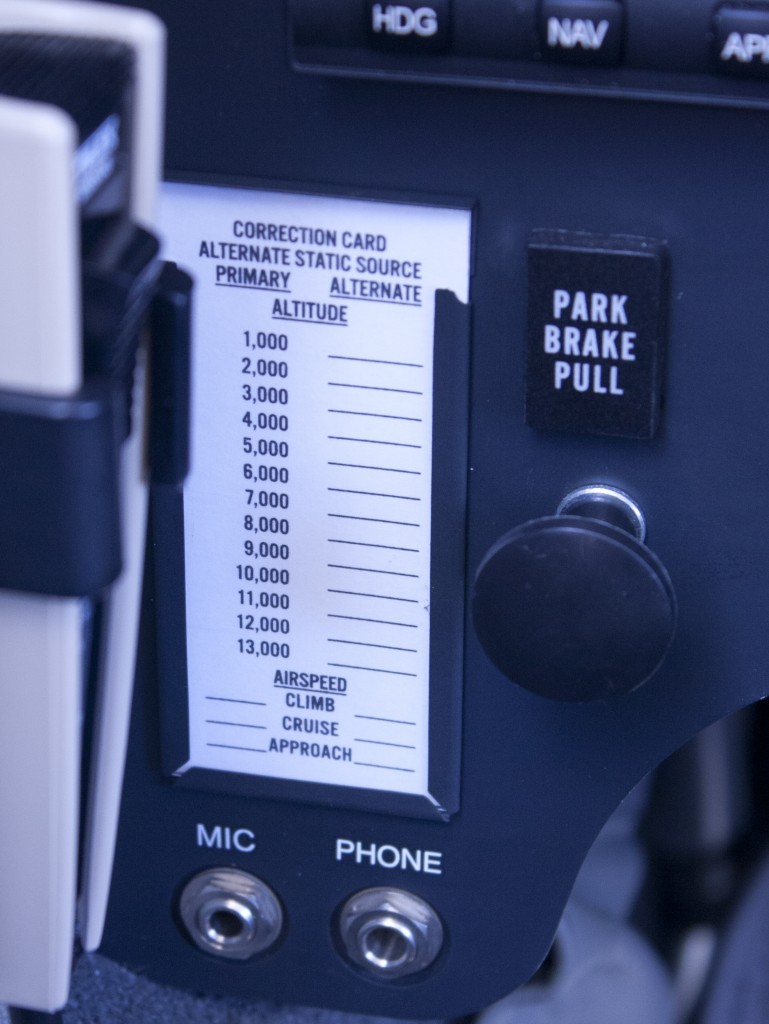 HDG NAV
CORRECTION CARD
ALTERNATE STATIC SOURCE
PRIMARY ALTERNATE
ALTITUDE
1,000
2,000
3,000
4,000
5,000
6,000
7,000
8,000
9,000
10,000
11,000
12,000
13,000
AIRSPEED
CLIMB
CRUISE
APPROACH
PARK
BRAKE
PULL
MIC PHONE